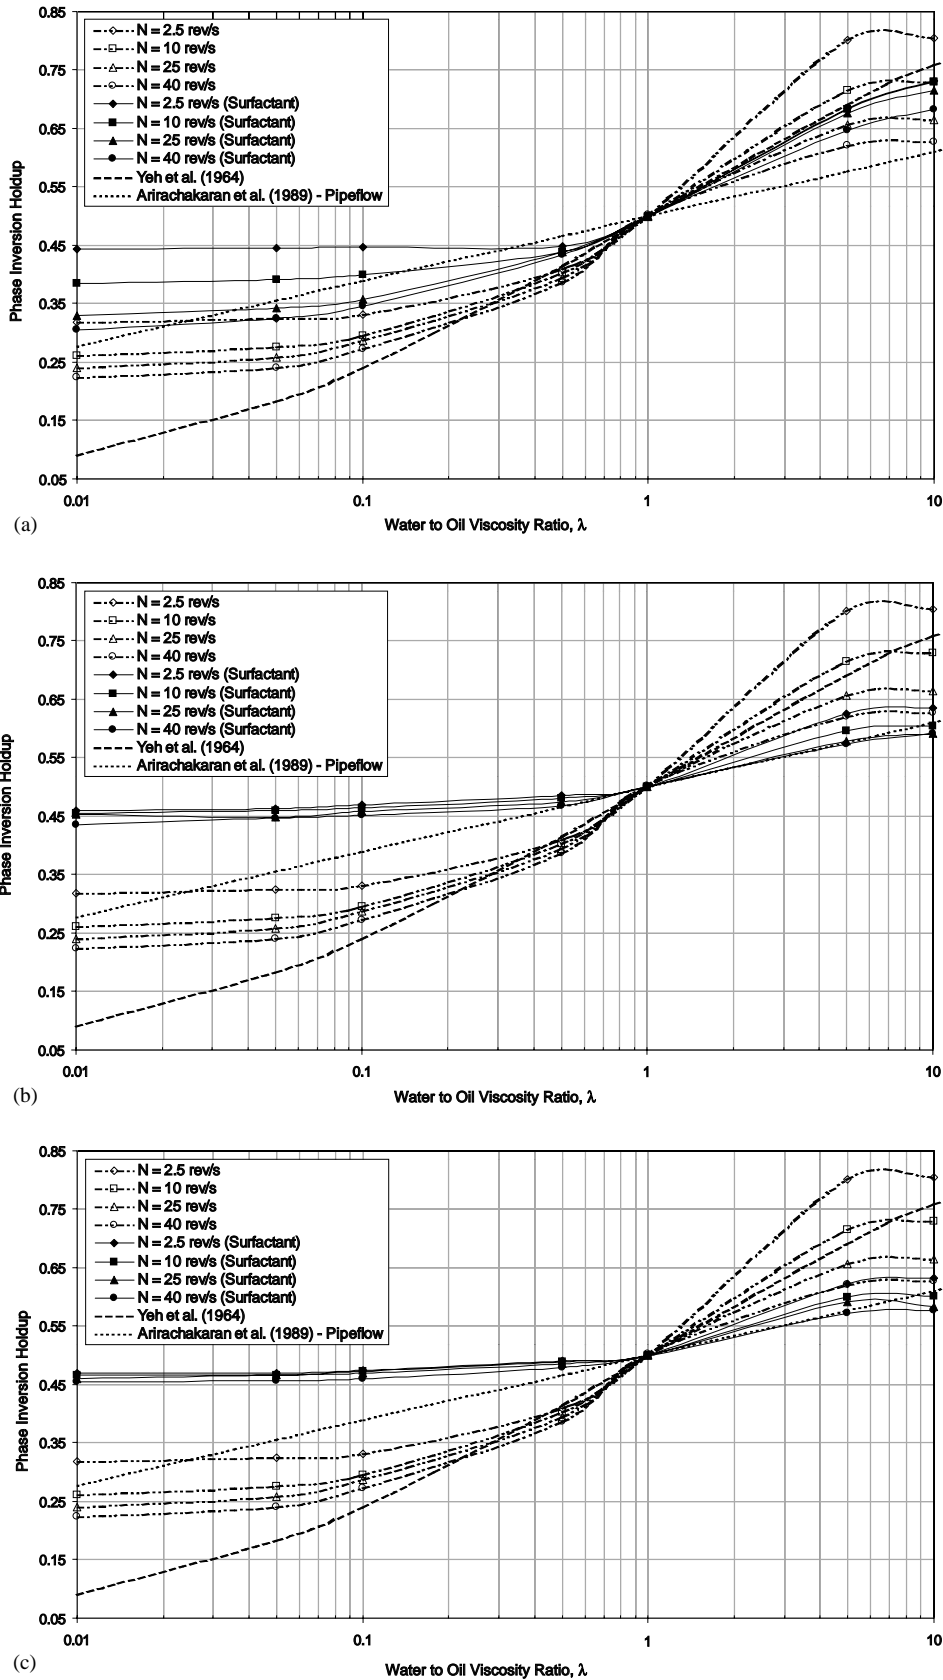 0.85
N = 2.5 rev/s
N = 10 rev/s
N = 25 rev/s
N = 40 rev/s
N = 2.5 rev/s (Surfactant)
N = 10 rev/s (Surfactant)
N = 25 rev/s (Surfactant)
N = 40 rev/s (Surfactant)
Yeh et al. (1964)
Arirachakaran et al. (1989) - Pipeflow
0.75
0.65
0.55
0.45
0.35
0.25
0.15
0.05
Phase Inversion Holdup
0.01 0.1 1 10
Water to Oil Viscosity Ratio, λ
(a)
0.85
N = 2.5 rev/s
N = 10 rev/s
N = 25 rev/s
N = 40 rev/s
N = 2.5 rev/s (Surfactant)
N = 10 rev/s (Surfactant)
N = 25 rev/s (Surfactant)
N = 40 rev/s (Surfactant)
Yeh et al. (1964)
Arirachakaran et al. (1989) - Pipeflow
0.75
0.65
0.55
0.45
0.35
0.25
0.15
0.05
Phase Inversion Holdup
0.01 0.1 1 10
Water to Oil Viscosity Ratio, λ
(b)
0.85
N = 2.5 rev/s
N = 10 rev/s
N = 25 rev/s
N = 40 rev/s
N = 2.5 rev/s (Surfactant)
N = 10 rev/s (Surfactant)
N = 25 rev/s (Surfactant)
N = 40 rev/s (Surfactant)
Yeh et al. (1964)
Arirachakaran et al. (1989) - Pipeflow
0.75
0.65
0.55
0.45
0.35
0.25
0.15
0.05
Phase Inversion Holdup
0.01 0.1 1 10
Water to Oil Viscosity Ratio, λ
(c)